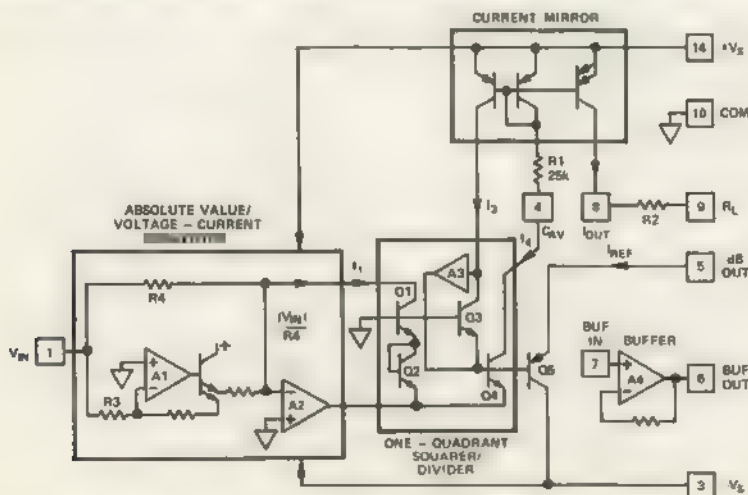 CURRENT MIRROR
14
+VS
10
COM
R1
25k
4
CAV
8
IOUT
R2
9
RL
I3
I4
ABSOLUTE VALUE/
VOLTAGE - CURRENT
I1
IREF
5
dB
OUT
A3
R4
Q1
|VIN|
R4
Q3
VIN
1
I+
A1
Q2
Q4
Q5
BUF
IN
BUFFER
7
A4
6
BUF
OUT
R3
A2
ONE - QUADRANT
SQUARER/
DIVIDER
3